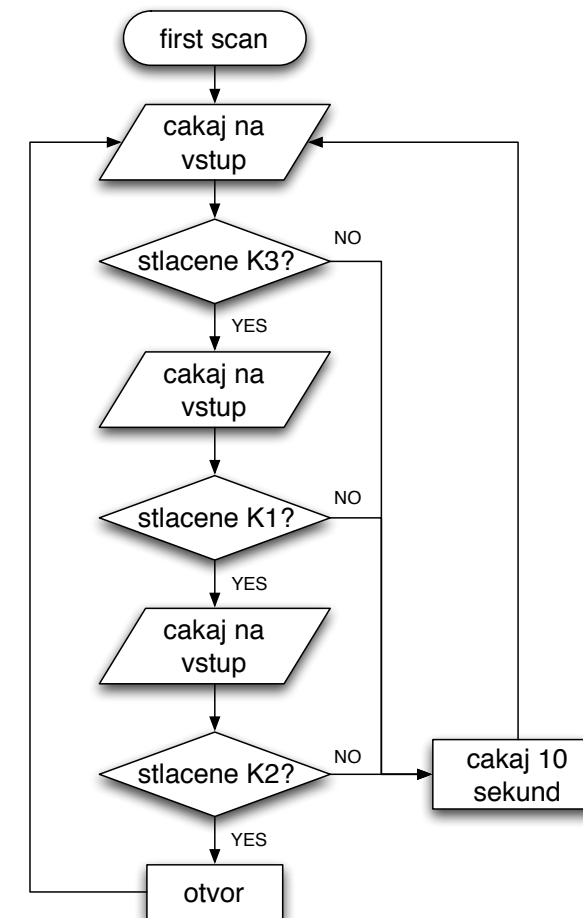 first scan
cakaj na
vstup
NO
stlacene K3?
YES
cakaj na
vstup
NO
stlacene K1?
YES
cakaj na
vstup
NO
stlacene K2?
cakaj 10
sekund
YES
otvor